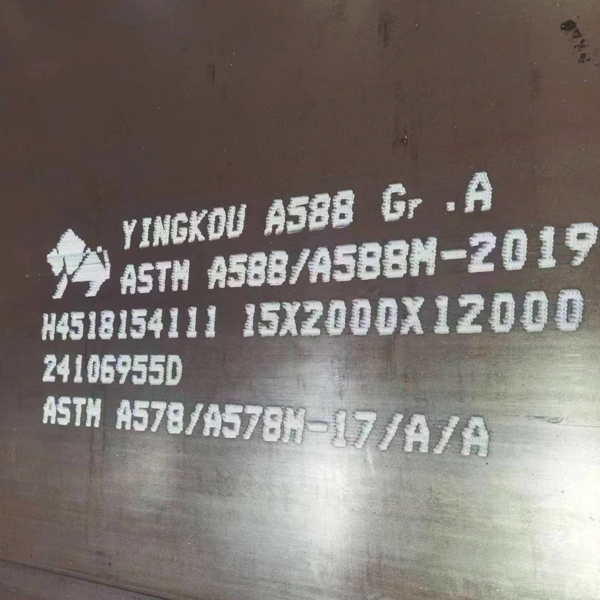 YINGKOU A588 Gr .A
ASTM A588/A588M-2019
H4518154111 15X2000X12000
24106955D
ASTM A578/A578M-17/A/A